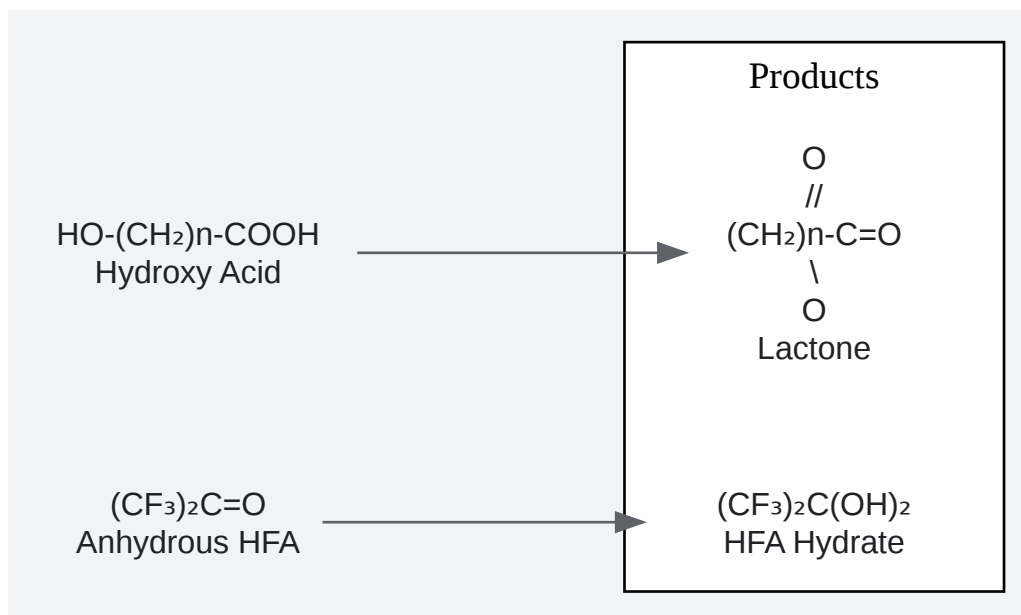 Products
HO-(CH₂)n-COOH
Hydroxy Acid
O
//
(CH₂)n-C=O
\
O
Lactone
(CF₃)₂C=O
Anhydrous HFA
(CF₃)₂C(OH)₂
HFA Hydrate